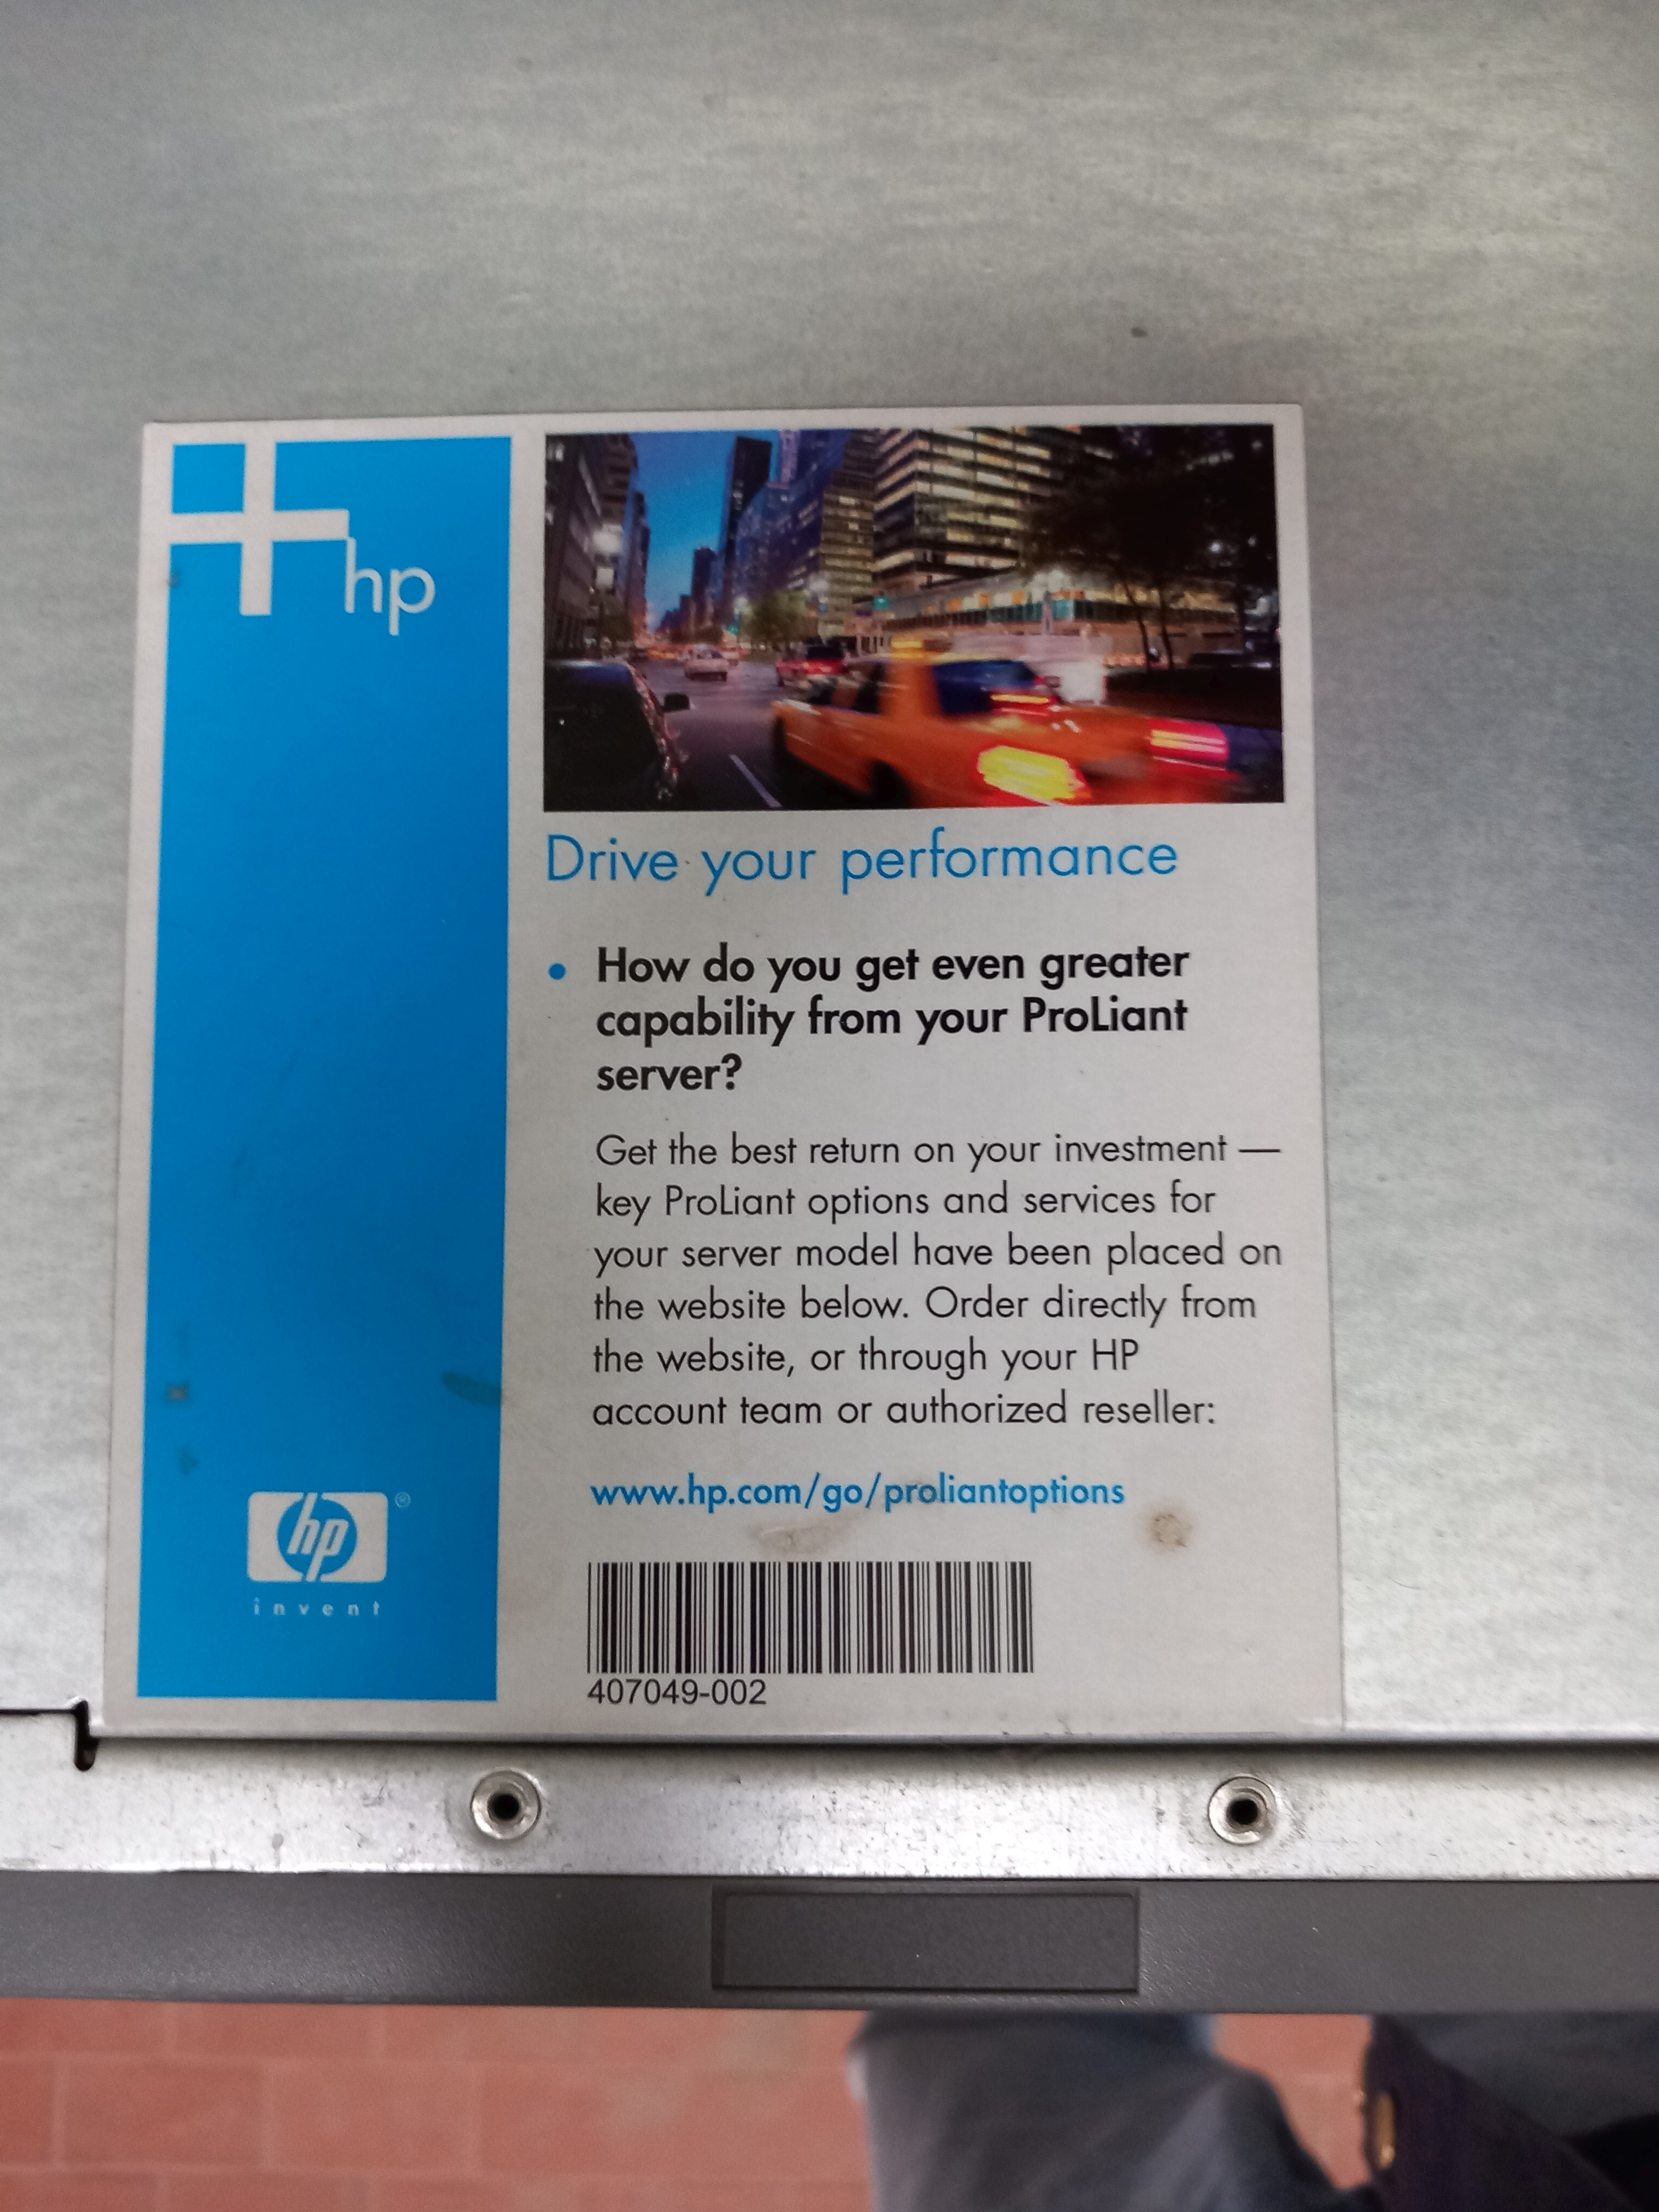 hp
Drive your performance
• How do you get even greater
capability from your ProLiant
server?
Get the best return on your investment —
key ProLiant options and services for
your server model have been placed on
the website below. Order directly from
the website, or through your HP
account team or authorized reseller:
www.hp.com/go/proliantoptions
hp®
invent
407049-002